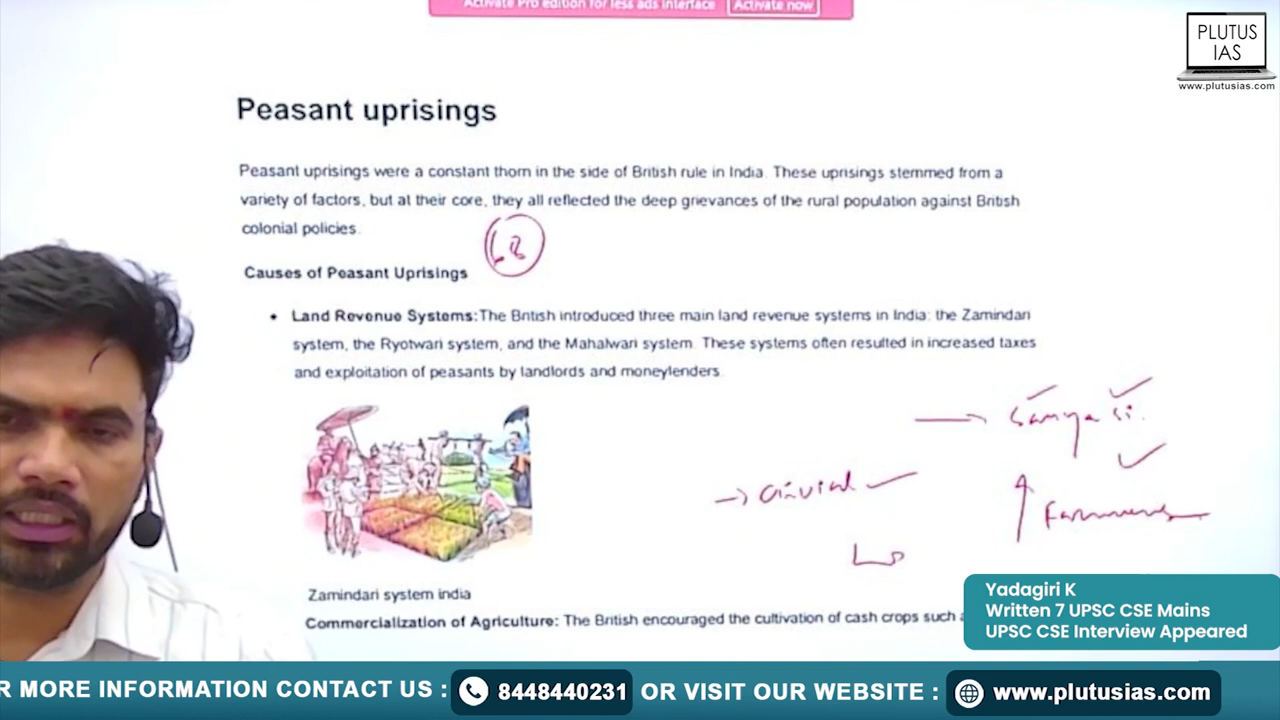 Activate Pro edition for less ads interface Activate now
PLUTUS
IAS
www.plutusias.com
Peasant uprisings
Peasant uprisings were a constant thorn in the side of British rule in India. These uprisings stemmed from a
variety of factors, but at their core, they all reflected the deep grievances of the rural population against British
colonial policies.
Causes of Peasant Uprisings
• Land Revenue Systems: The British introduced three main land revenue systems in India: the Zamindari
system, the Ryotwari system, and the Mahalwari system. These systems often resulted in increased taxes
and exploitation of peasants by landlords and moneylenders.
Farmers
Zamindari system india
Commercialization of Agriculture: The British encouraged the cultivation of cash crops such
Yadagiri K
Written 7 UPSC CSE Mains
UPSC CSE Interview Appeared
R MORE INFORMATION CONTACT US : 8448440231 OR VISIT OUR WEBSITE : www.plutusias.com